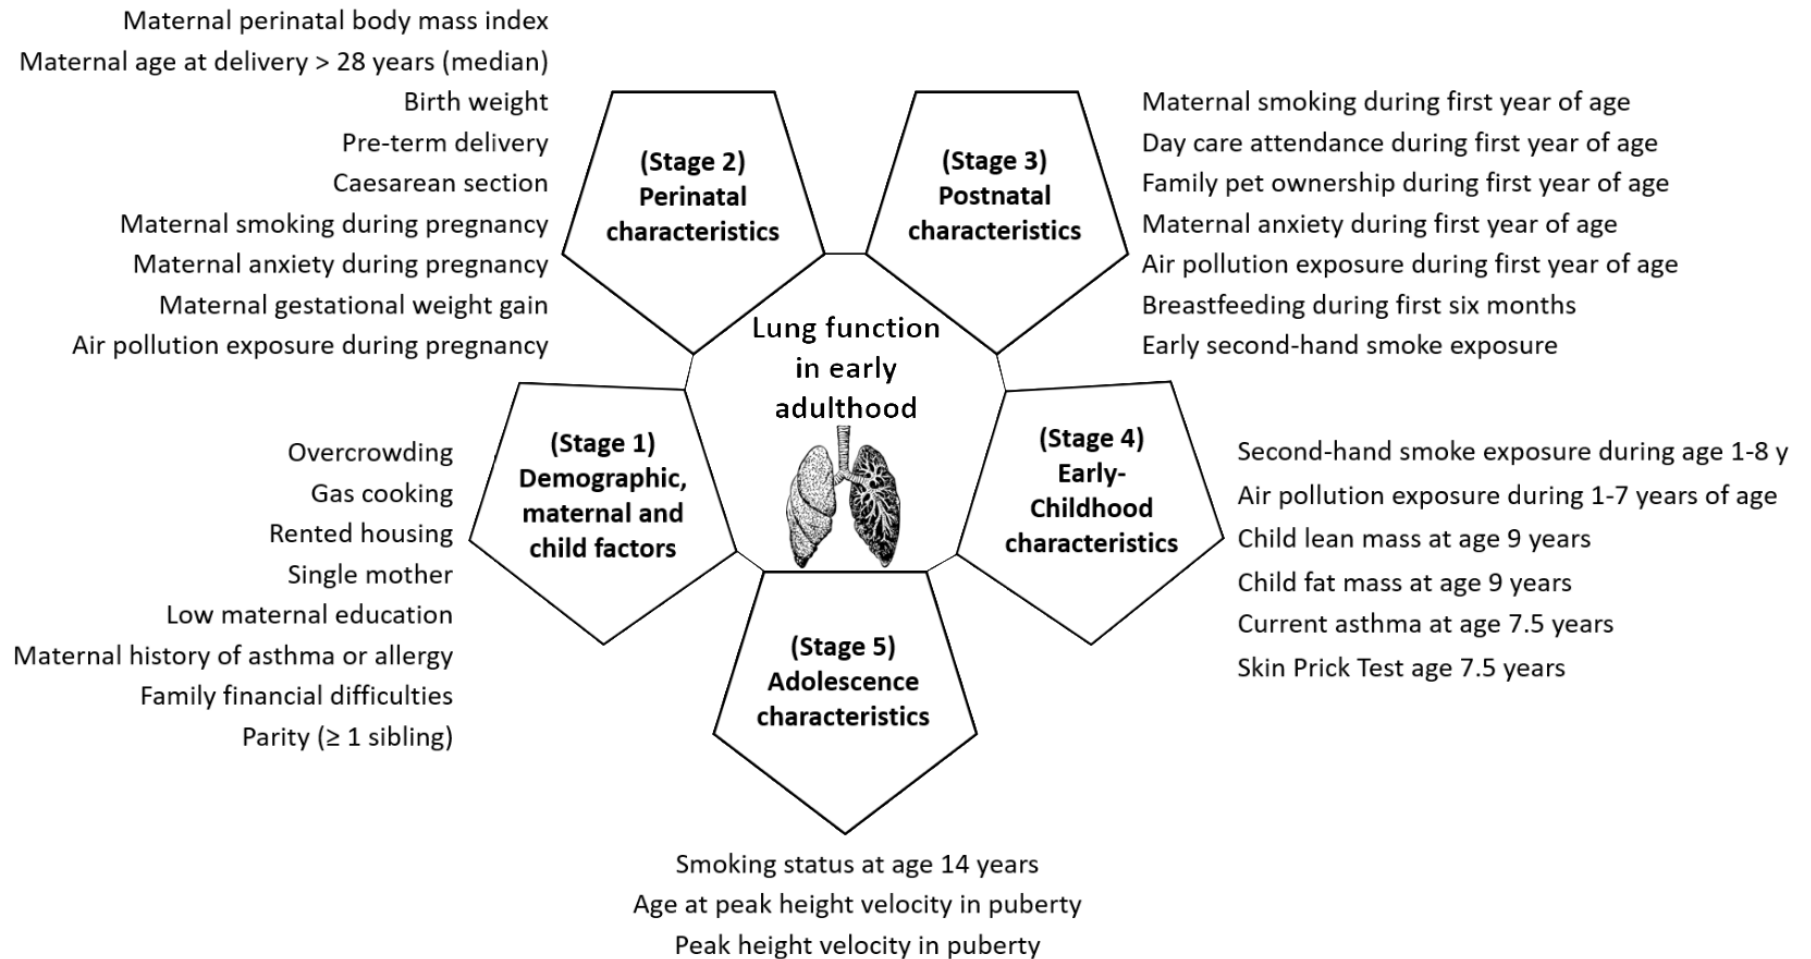 Maternal perinatal body mass index
Maternal age at delivery > 28 years (median)
Birth weight
Pre-term delivery
Caesarean section
Maternal smoking during pregnancy
Maternal anxiety during pregnancy
Maternal gestational weight gain
Air pollution exposure during pregnancy
(Stage 2)
Perinatal
characteristics
(Stage 3)
Postnatal
characteristics
Maternal smoking during first year of age
Day care attendance during first year of age
Family pet ownership during first year of age
Maternal anxiety during first year of age
Air pollution exposure during first year of age
Breastfeeding during first six months
Early second-hand smoke exposure
Lung function
in early
adulthood
Overcrowding
Gas cooking
Rented housing
Single mother
Low maternal education
Maternal history of asthma or allergy
Family financial difficulties
Parity (≥ 1 sibling)
(Stage 1)
Demographic,
maternal and
child factors
(Stage 4)
Early-
Childhood
characteristics
Second-hand smoke exposure during age 1-8 y
Air pollution exposure during 1-7 years of age
Child lean mass at age 9 years
Child fat mass at age 9 years
Current asthma at age 7.5 years
Skin Prick Test age 7.5 years
(Stage 5)
Adolescence
characteristics
Smoking status at age 14 years
Age at peak height velocity in puberty
Peak height velocity in puberty